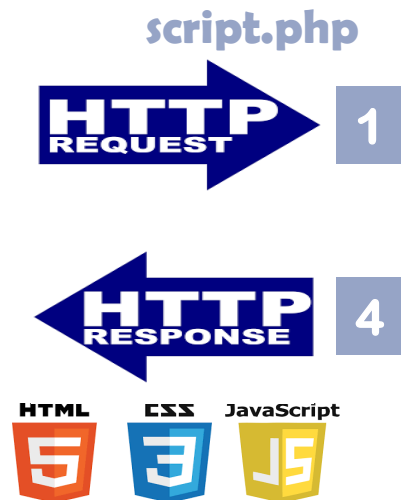 script.php
HTTP
REQUEST
1
HTTP
RESPONSE
4
HTML CSS JavaScript
5 3 JS